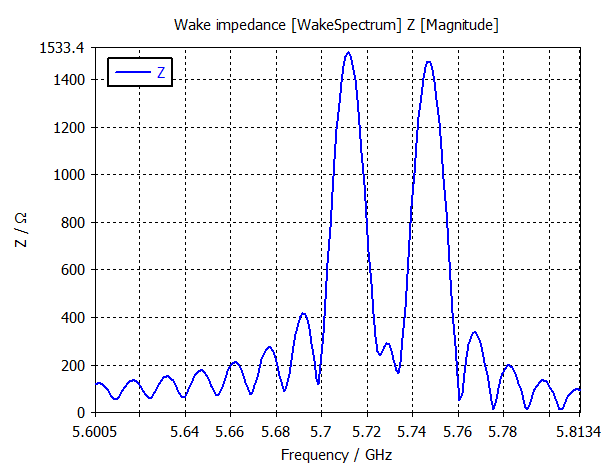 Wake impedance [WakeSpectrum] Z [Magnitude]
1533.4
Z
1400
1200
1000
800
600
400
200
0
Z / Ω
5.6005 5.64 5.66 5.68 5.7 5.72 5.74 5.76 5.78 5.8134
Frequency / GHz